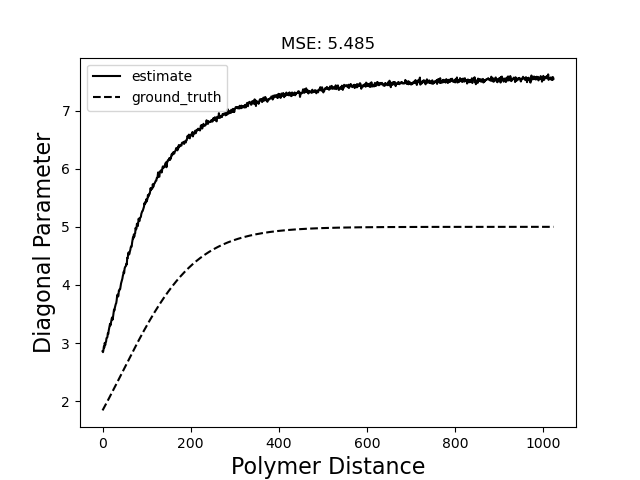 MSE: 5.485
estimate
ground_truth
7
6
5
4
3
2
Diagonal Parameter
0 200 400 600 800 1000
Polymer Distance